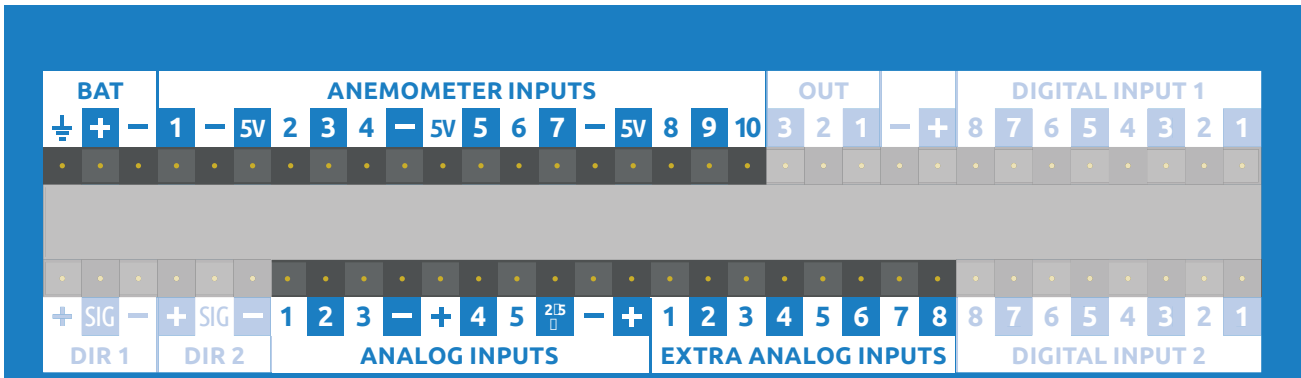 BAT ANEMOMETER INPUTS OUT DIGITAL INPUT 1
+ − 1 − 5V 2 3 4 − 5V 5 6 7 − 5V 8 9 10 3 2 1 − + 8 7 6 5 4 3 2 1
+ SIG − + SIG − 1 2 3 − + 4 5 − + 1 2 3 4 5 6 7 8 8 7 6 5 4 3 2 1
DIR 1 DIR 2 ANALOG INPUTS EXTRA ANALOG INPUTS DIGITAL INPUT 2